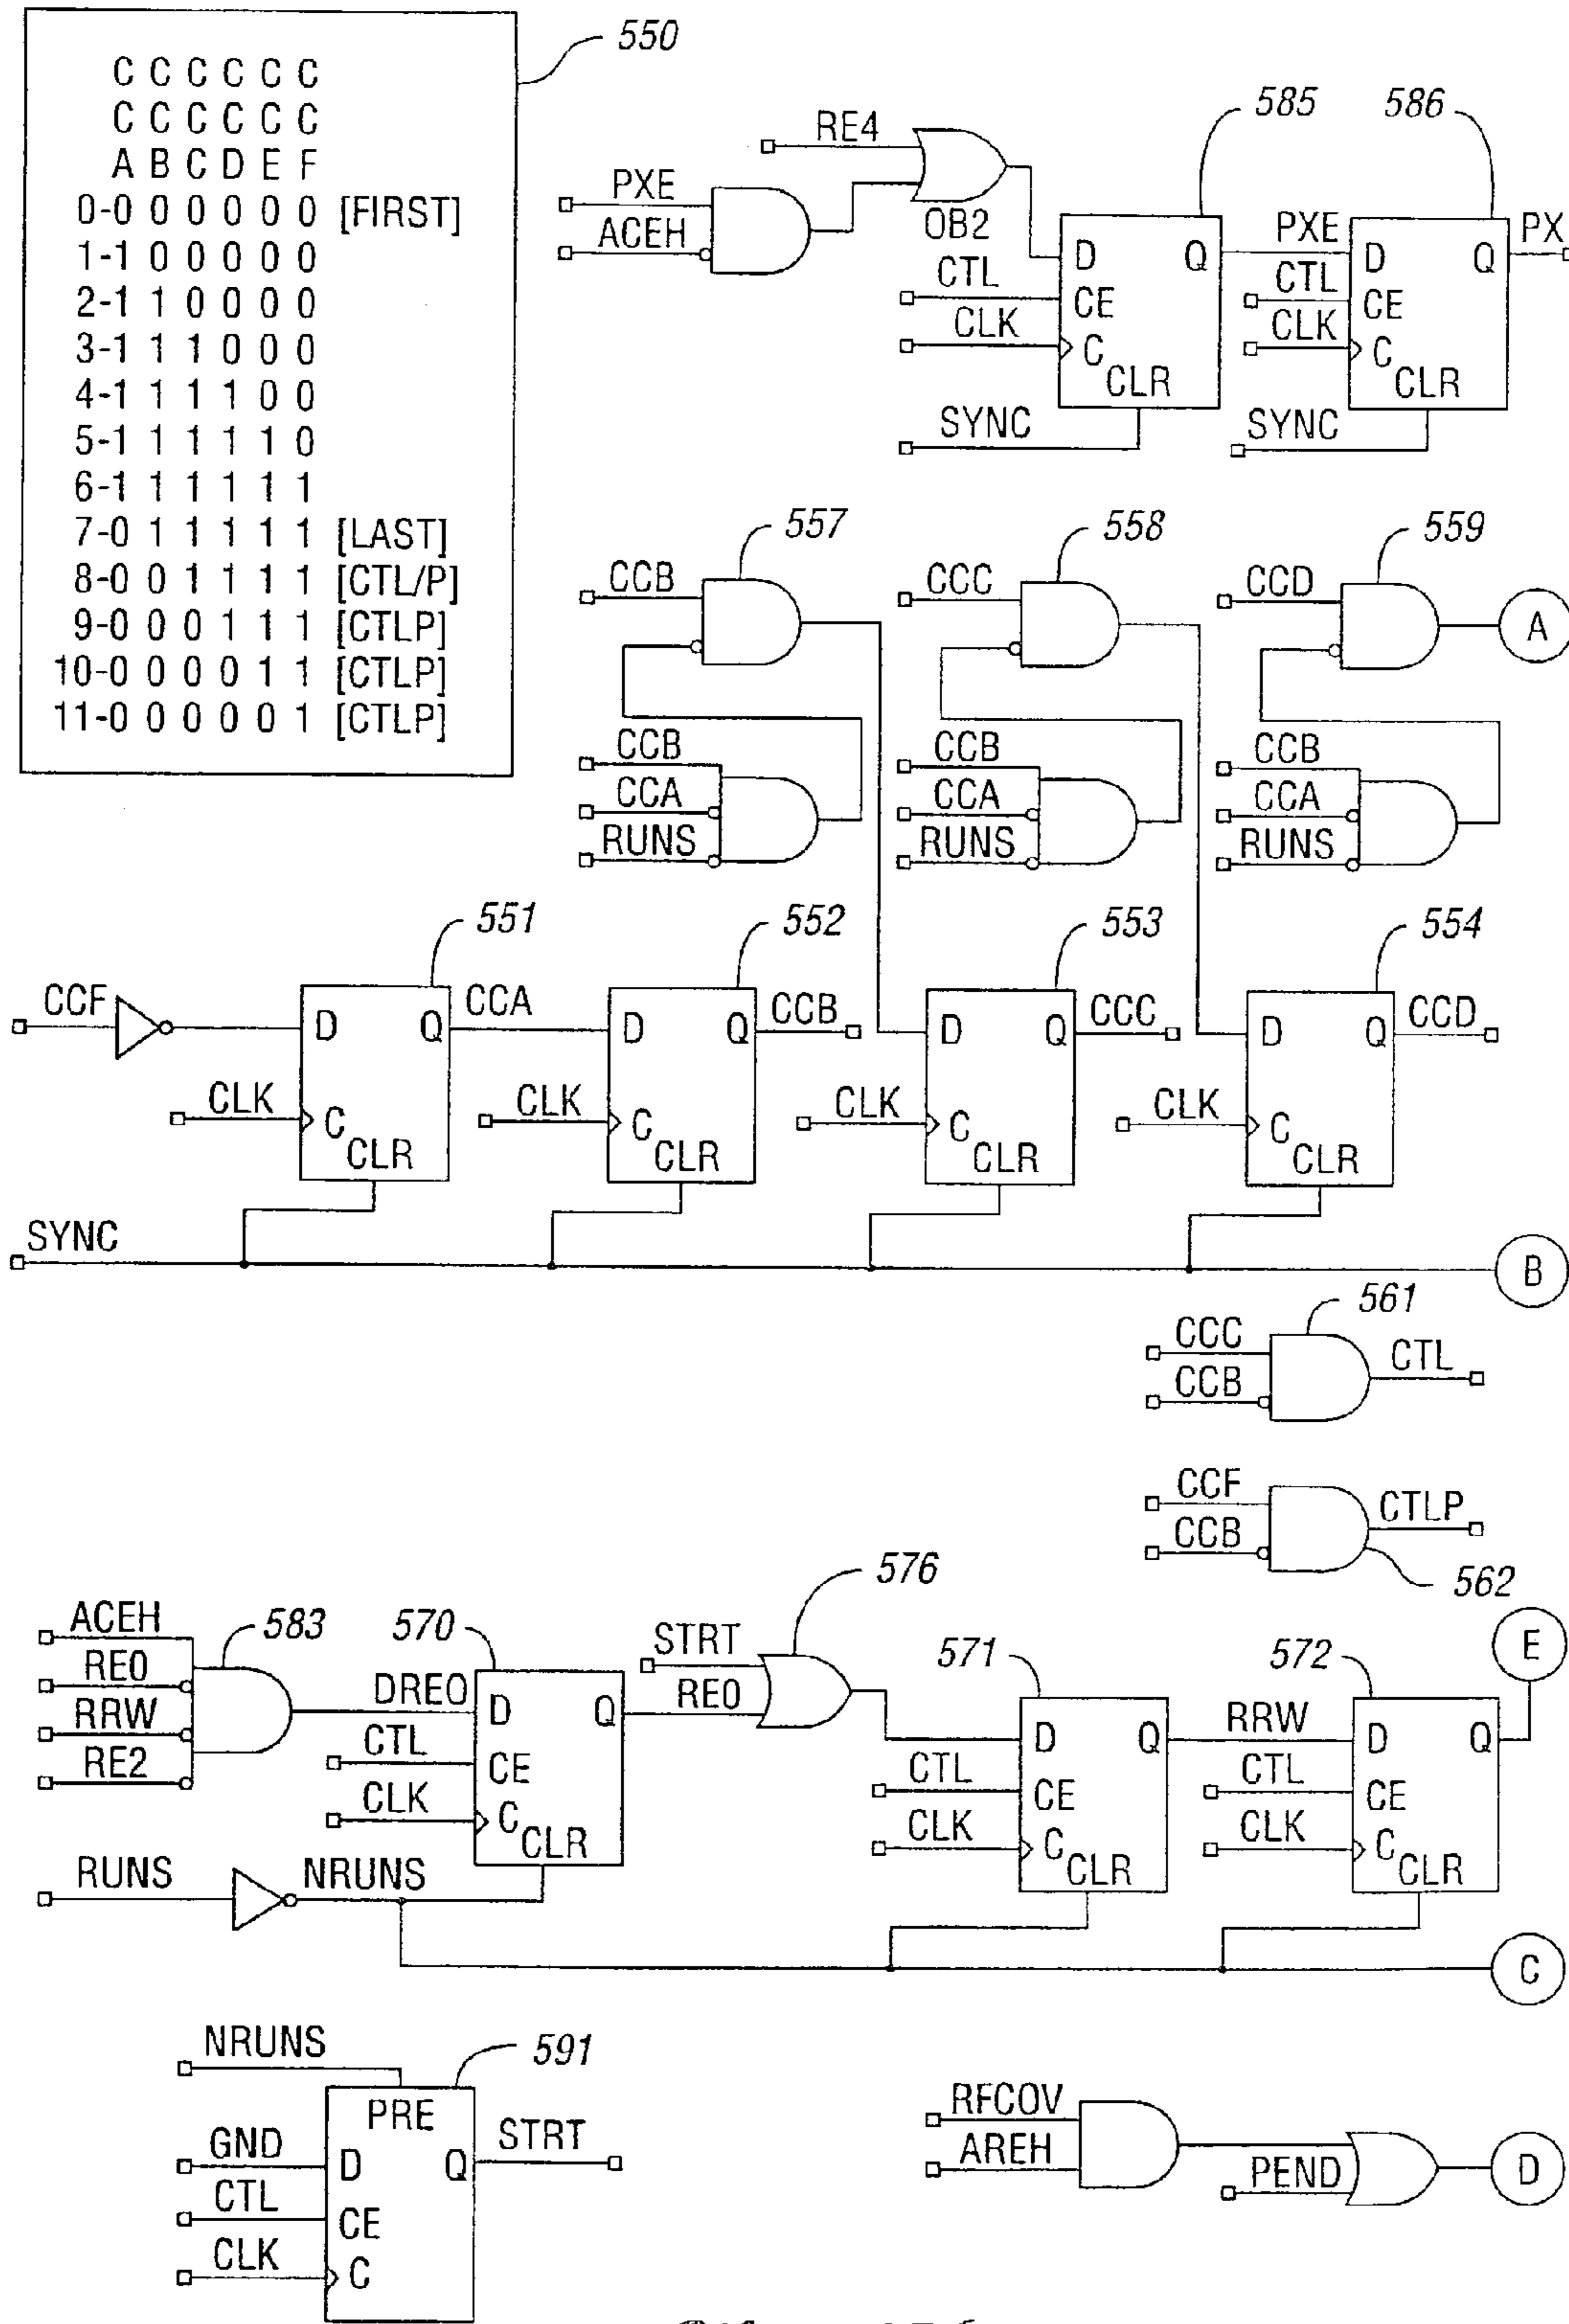 550
C C C C C C
C C C C C C
A B C D E F
0-0 0 0 0 0 0 [FIRST]
1-1 0 0 0 0 0
2-1 1 0 0 0 0
3-1 1 1 0 0 0
4-1 1 1 1 0 0
5-1 1 1 1 1 0
6-1 1 1 1 1 1
7-0 1 1 1 1 1 [LAST]
8-0 0 1 1 1 1 [CTL/P]
9-0 0 0 1 1 1 [CTLP]
10-0 0 0 0 1 1 [CTLP]
11-0 0 0 0 0 1 [CTLP]
585 586
RE4
PXE
ACEH
OB2
D Q PXE D Q PX
CTL CE CTL CE
CLK C CLK C
CLR CLR
SYNC SYNC
557 558 559
CCB CCC CCD
A
CCB CCB CCB
CCA CCA CCA
RUNS RUNS RUNS
551 552 553 554
CCF D Q CCA D Q CCB D Q CCC D Q CCD
CLK C CLK C CLK C CLK C
CLR CLR CLR CLR
SYNC
B
561
CCC
CCB
CTL
CCF
CCB
CTLP
562
576
ACEH 583 570 STRT 571 572 E
RE0
RRW
RE2
DREO D Q RE0 D Q RRW D Q
CTL CE CTL CE CTL CE
CLK C CLK C CLK C
CLR CLR CLR
RUNS NRUNS
C
NRUNS 591
PRE
GND D Q STRT
CTL CE
CLK C
RFCOV
AREH
PEND
D